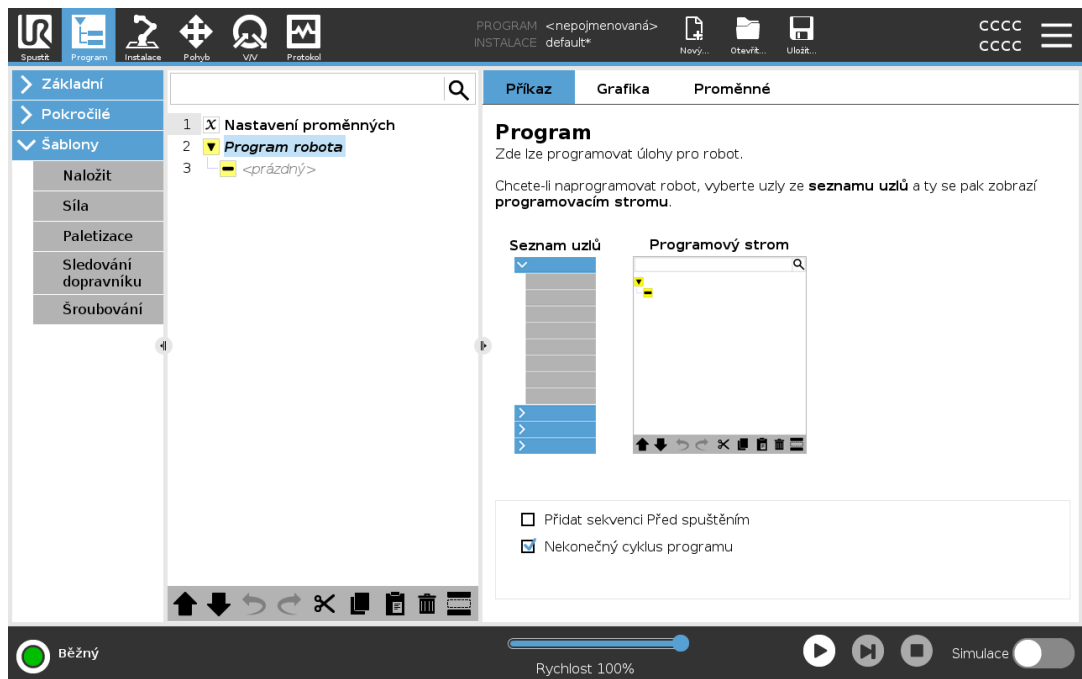 PROGRAM <nepojmenovaná>
INSTALACE default*
Spustit
Program
Instalace
Pohyb
V/V
Protokol
Nový...
Otevřít...
Uložit...
CCCC
CCCC
Základní
Pokročilé
Šablony
Naložit
Síla
Paletizace
Sledování
dopravníku
Šroubování
1 x Nastavení proměnných
2 Program robota
3 <prázdný>
Příkaz Grafika Proměnné
Program
Zde lze programovat úlohy pro robot.
Chcete-li naprogramovat robot, vyberte uzly ze seznamu uzlů a ty se pak zobrazí
programovacím stromu.
Seznam uzlů Programový strom
Přidat sekvenci Před spuštěním
Nekonečný cyklus programu
Běžný
Rychlost 100%
Simulace